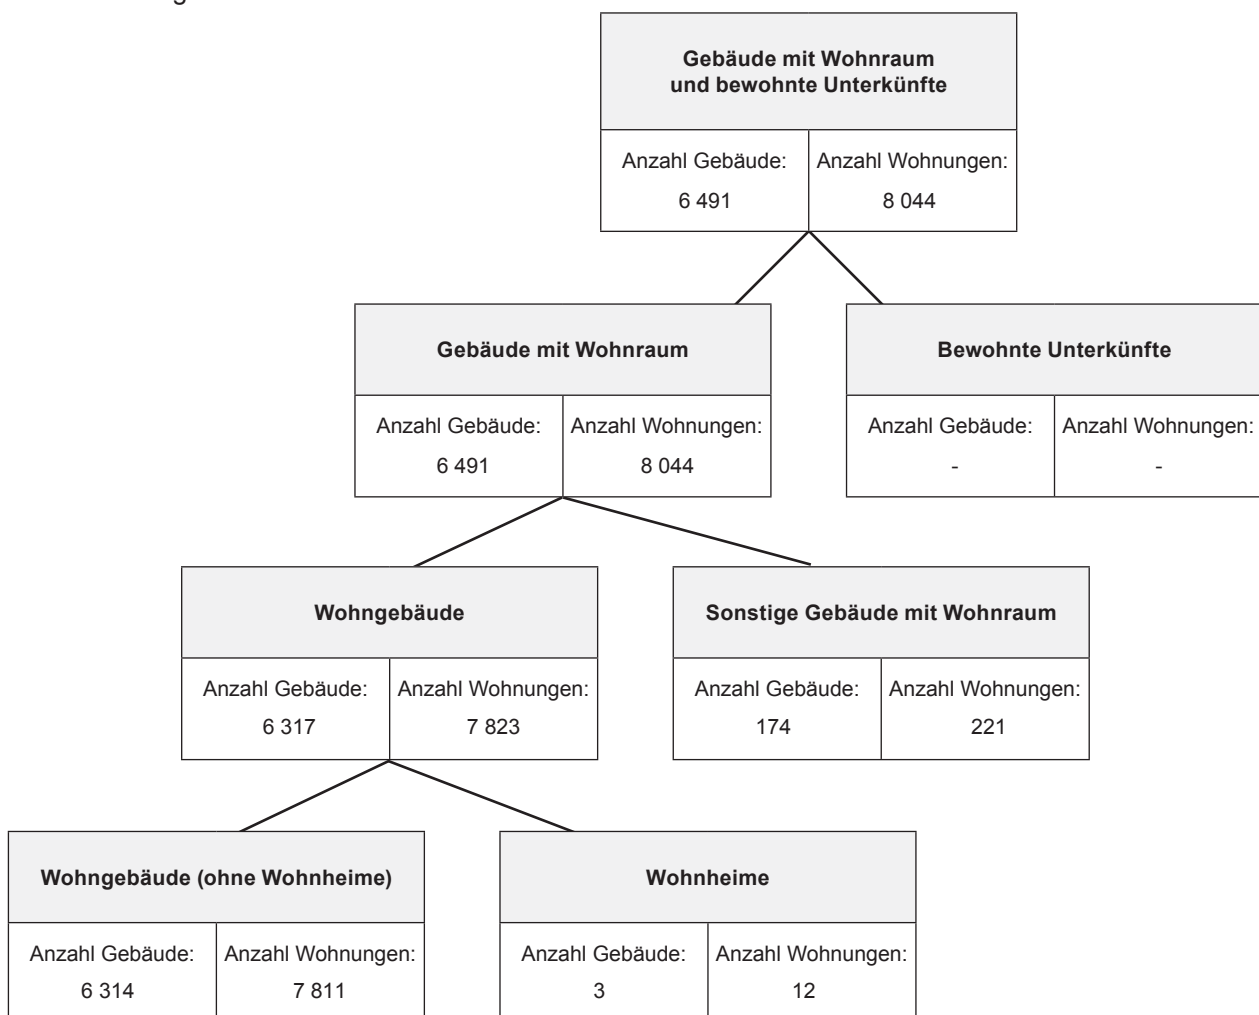 Gebäude mit Wohnraum
und bewohnte Unterkünfte
Anzahl Gebäude: Anzahl Wohnungen:
6 491 8 044
Gebäude mit Wohnraum Bewohnte Unterkünfte
Anzahl Gebäude: Anzahl Wohnungen: Anzahl Gebäude: Anzahl Wohnungen:
6 491 8 044 - -
Wohngebäude Sonstige Gebäude mit Wohnraum
Anzahl Gebäude: Anzahl Wohnungen: Anzahl Gebäude: Anzahl Wohnungen:
6 317 7 823 174 221
Wohngebäude (ohne Wohnheime) Wohnheime
Anzahl Gebäude: Anzahl Wohnungen: Anzahl Gebäude: Anzahl Wohnungen:
6 314 7 811 3 12